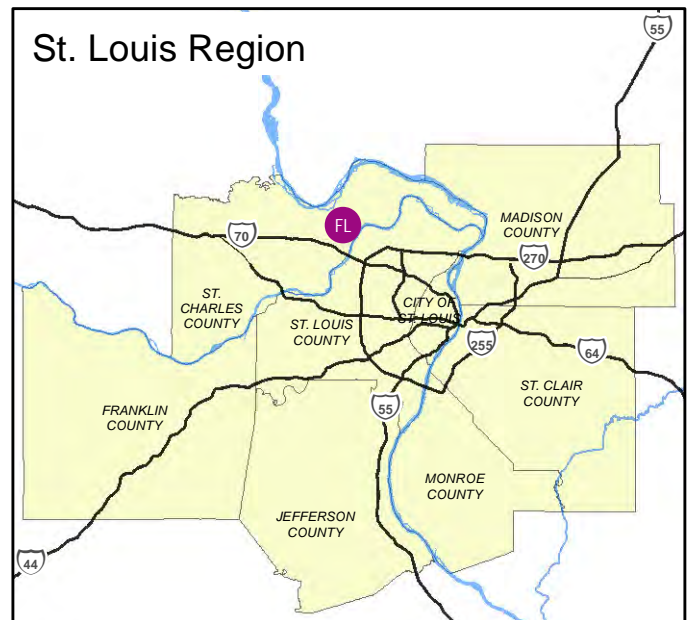 St. Louis Region
55
FL
MADISON
COUNTY
70
270
ST.
CHARLES
COUNTY
ST. LOUIS
COUNTY
CITY OF
ST. LOUIS
255
64
ST. CLAIR
COUNTY
FRANKLIN
COUNTY
55
MONROE
COUNTY
JEFFERSON
COUNTY
44